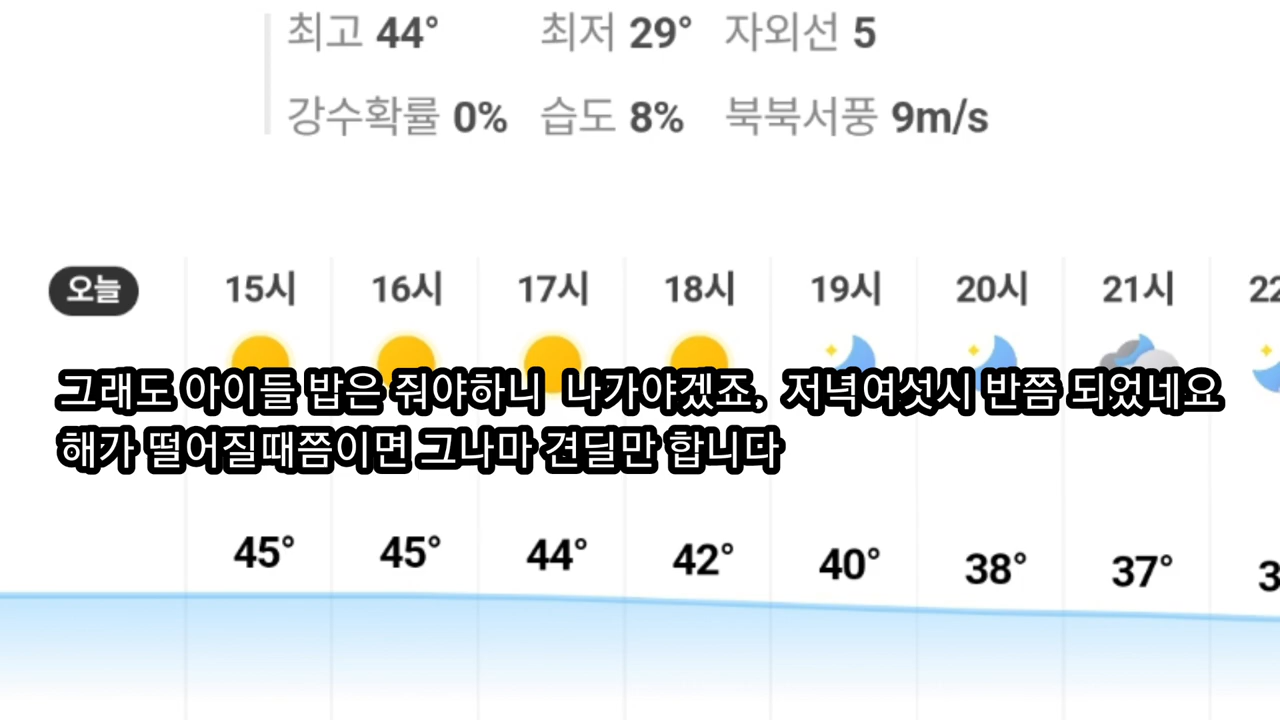 최고 44° 최저 29° 자외선 5
강수확률 0% 습도 8% 북북서풍 9m/s
오늘 15시 16시 17시 18시 19시 20시 21시
그래도 아이들 밥은 줘야하니 나가야겠죠. 저녁여섯시 반쯤 되었네요
해가 떨어질때쯤이면 그나마 견딜만 합니다
45° 45° 44° 42° 40° 38° 37°